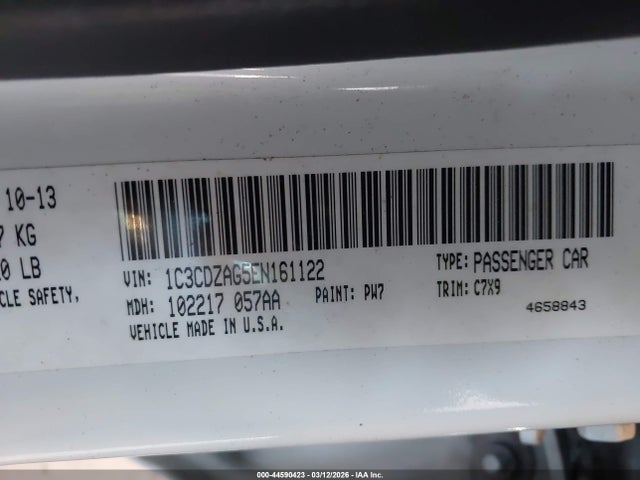 10-13
7 KG
0 LB
CLE SAFETY,
VIN: 1C3CDZAG5EN161122
TYPE: PASSENGER CAR
MDH: 102217 057AA
PAINT: PW7
TRIM: C7X9
VEHICLE MADE IN U.S.A.
4658843
000-44590423 - 03/12/2026 - IAA Inc.